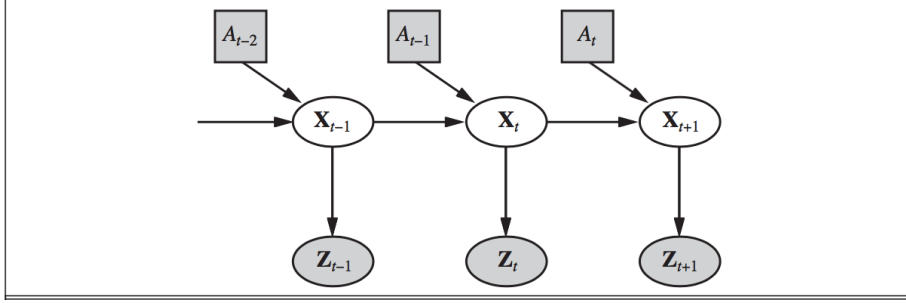 A_{t−2} A_{t−1} A_t
X_{t−1} X_t X_{t+1}
Z_{t−1} Z_t Z_{t+1}